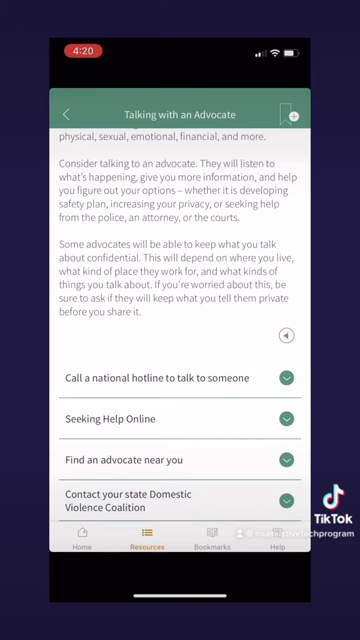 4:20
Talking with an Advocate
physical, sexual, emotional, financial, and more.
Consider talking to an advocate. They will listen to
what's happening, give you more information, and help
you figure out your options – whether it is developing
safety plan, increasing your privacy, or seeking help
from the police, an attorney, or the courts.
Some advocates will be able to keep what you talk
about confidential. This will depend on where you live,
what kind of place they work for, and what kinds of
things you talk about. If you're worried about this, be
sure to ask if they will keep what you tell them private
before you share it.
Call a national hotline to talk to someone
Seeking Help Online
Find an advocate near you
Contact your state Domestic
Violence Coalition
TikTok
Home
Resources
Bookmarks
Help